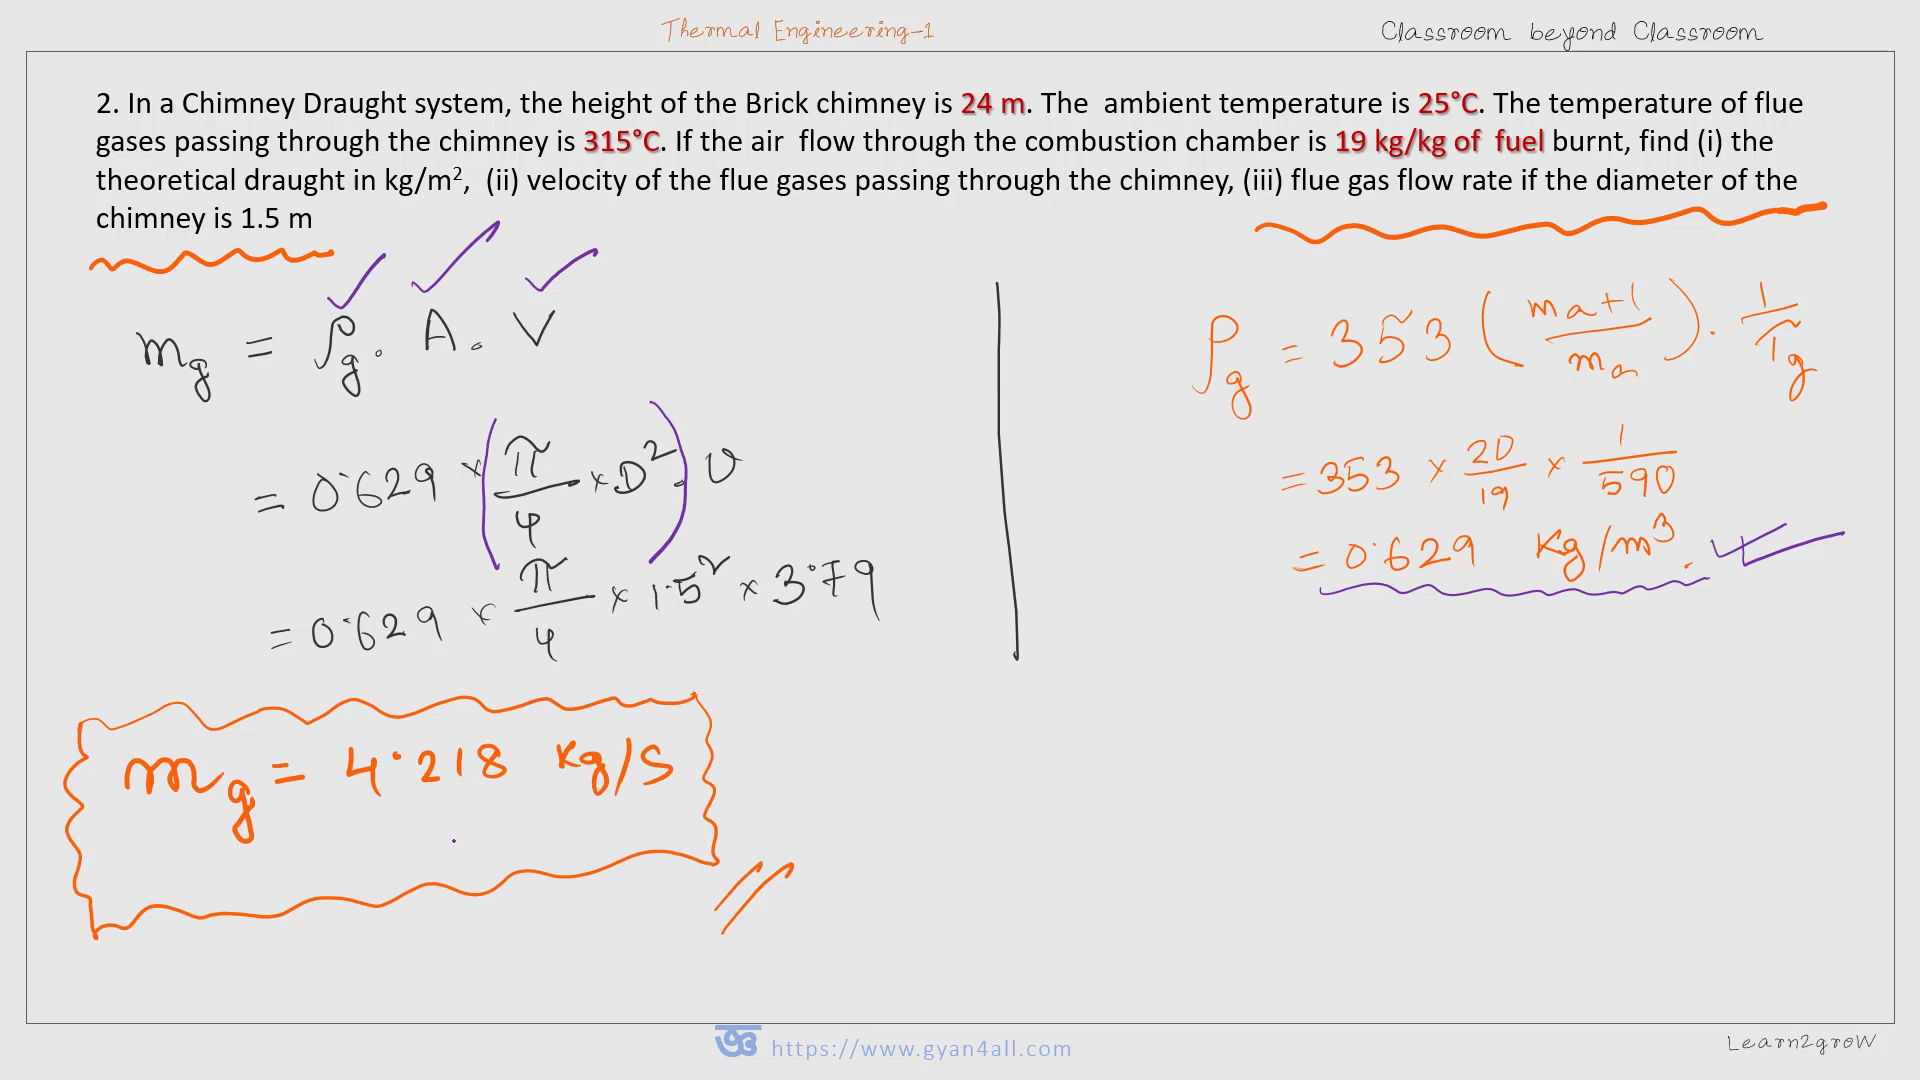 Thermal Engineering-1
Classroom beyond Classroom
2. In a Chimney Draught system, the height of the Brick chimney is 24 m. The ambient temperature is 25°C. The temperature of flue
gases passing through the chimney is 315°C. If the air flow through the combustion chamber is 19 kg/kg of fuel burnt, find (i) the
theoretical draught in kg/m², (ii) velocity of the flue gases passing through the chimney, (iii) flue gas flow rate if the diameter of the
chimney is 1.5 m
m_g = ρ_g . A . V
= 0.629 × (π/4 × D²) . v
= 0.629 × π/4 × 1.5² × 3.79
m_g = 4.218 kg/s
ρ_g = 353 (ma+1/ma) . 1/Tg
= 353 × 20/19 × 1/590
= 0.629 Kg/m³.
https://www.gyan4all.com
Learn2groW